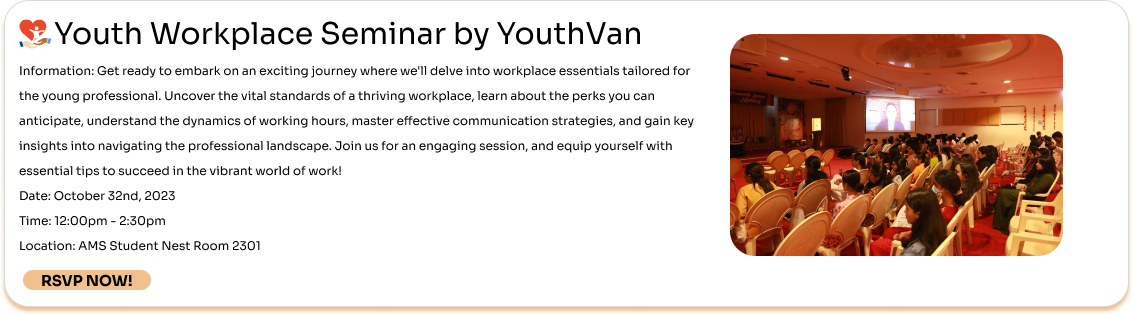 Youth Workplace Seminar by YouthVan
Information: Get ready to embark on an exciting journey where we'll delve into workplace essentials tailored for
the young professional. Uncover the vital standards of a thriving workplace, learn about the perks you can
anticipate, understand the dynamics of working hours, master effective communication strategies, and gain key
insights into navigating the professional landscape. Join us for an engaging session, and equip yourself with
essential tips to succeed in the vibrant world of work!
Date: October 32nd, 2023
Time: 12:00pm - 2:30pm
Location: AMS Student Nest Room 2301
RSVP NOW!